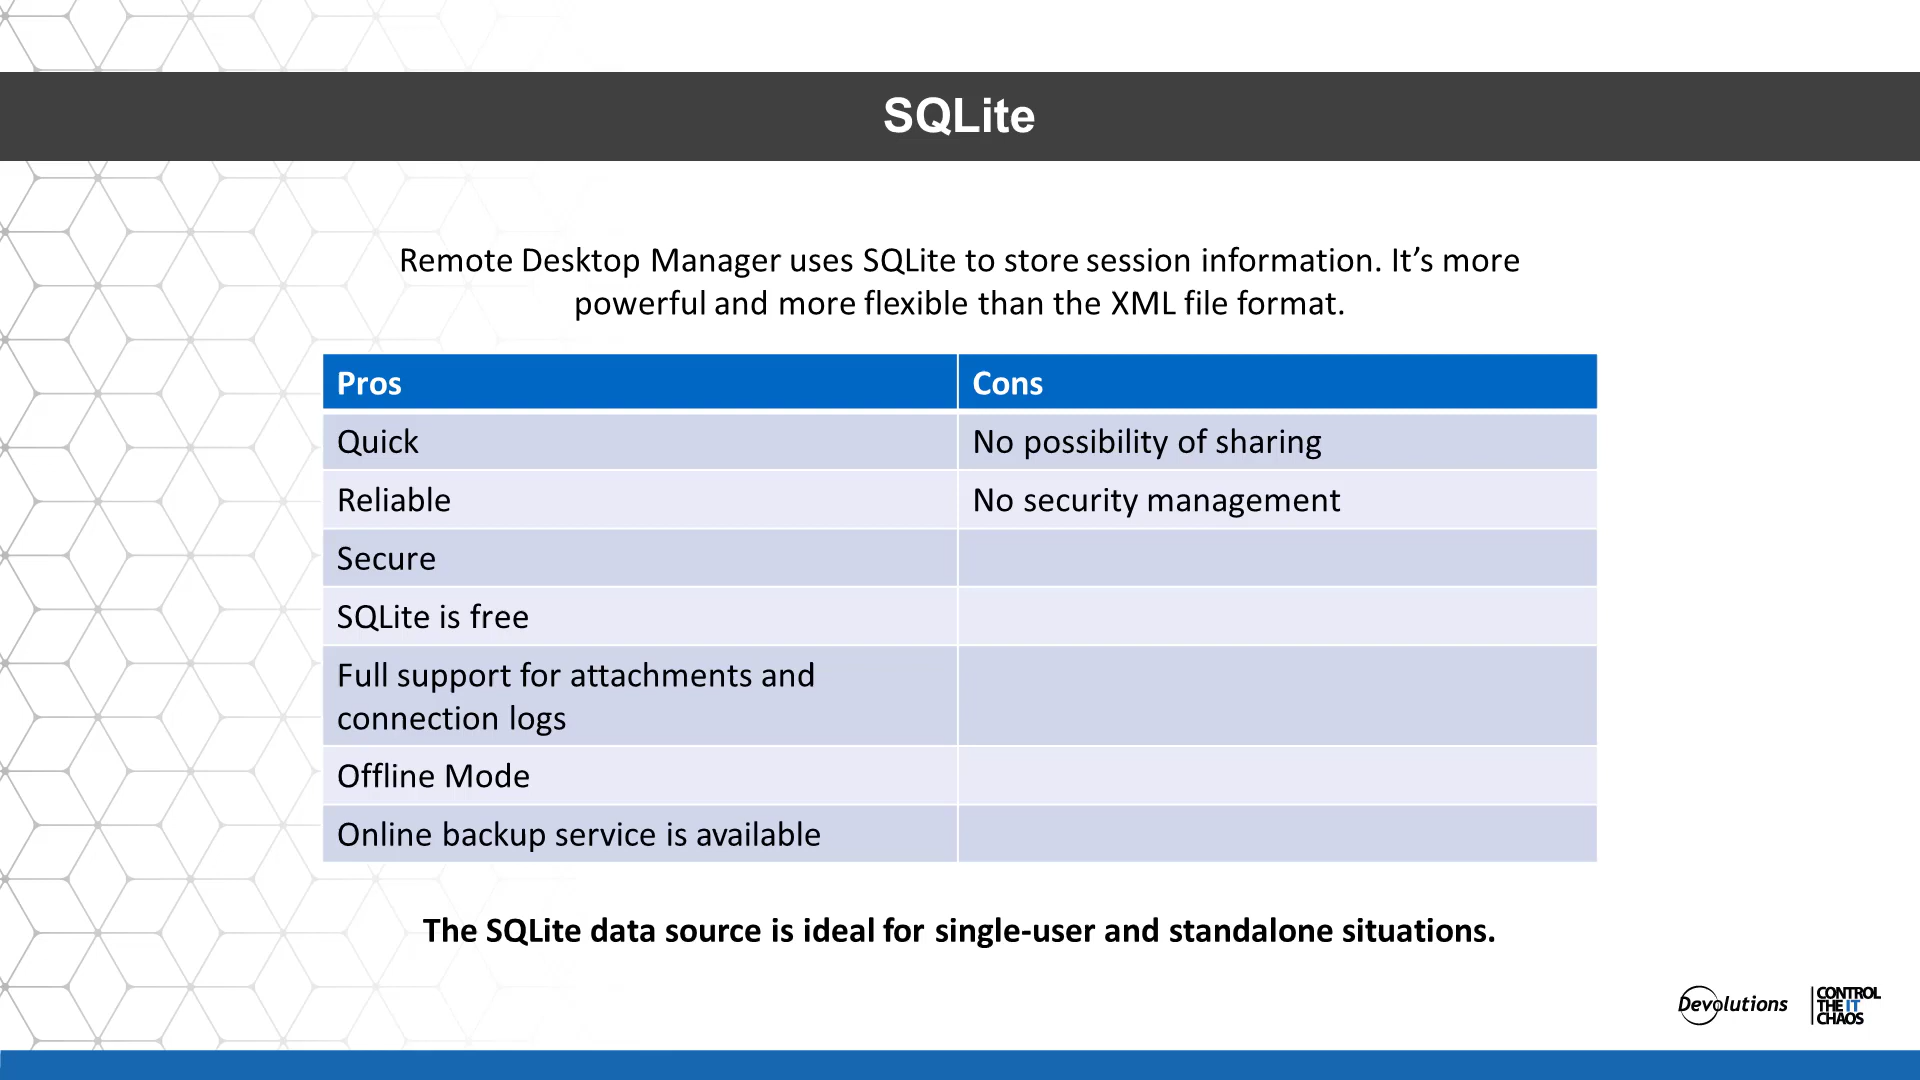 SQLite
Remote Desktop Manager uses SQLite to store session information. It’s more
powerful and more flexible than the XML file format.
Pros
Cons
Quick
No possibility of sharing
Reliable
No security management
Secure
SQLite is free
Full support for attachments and
connection logs
Offline Mode
Online backup service is available
The SQLite data source is ideal for single-user and standalone situations.
Devolutions
CONTROL
THE IT
CHAOS